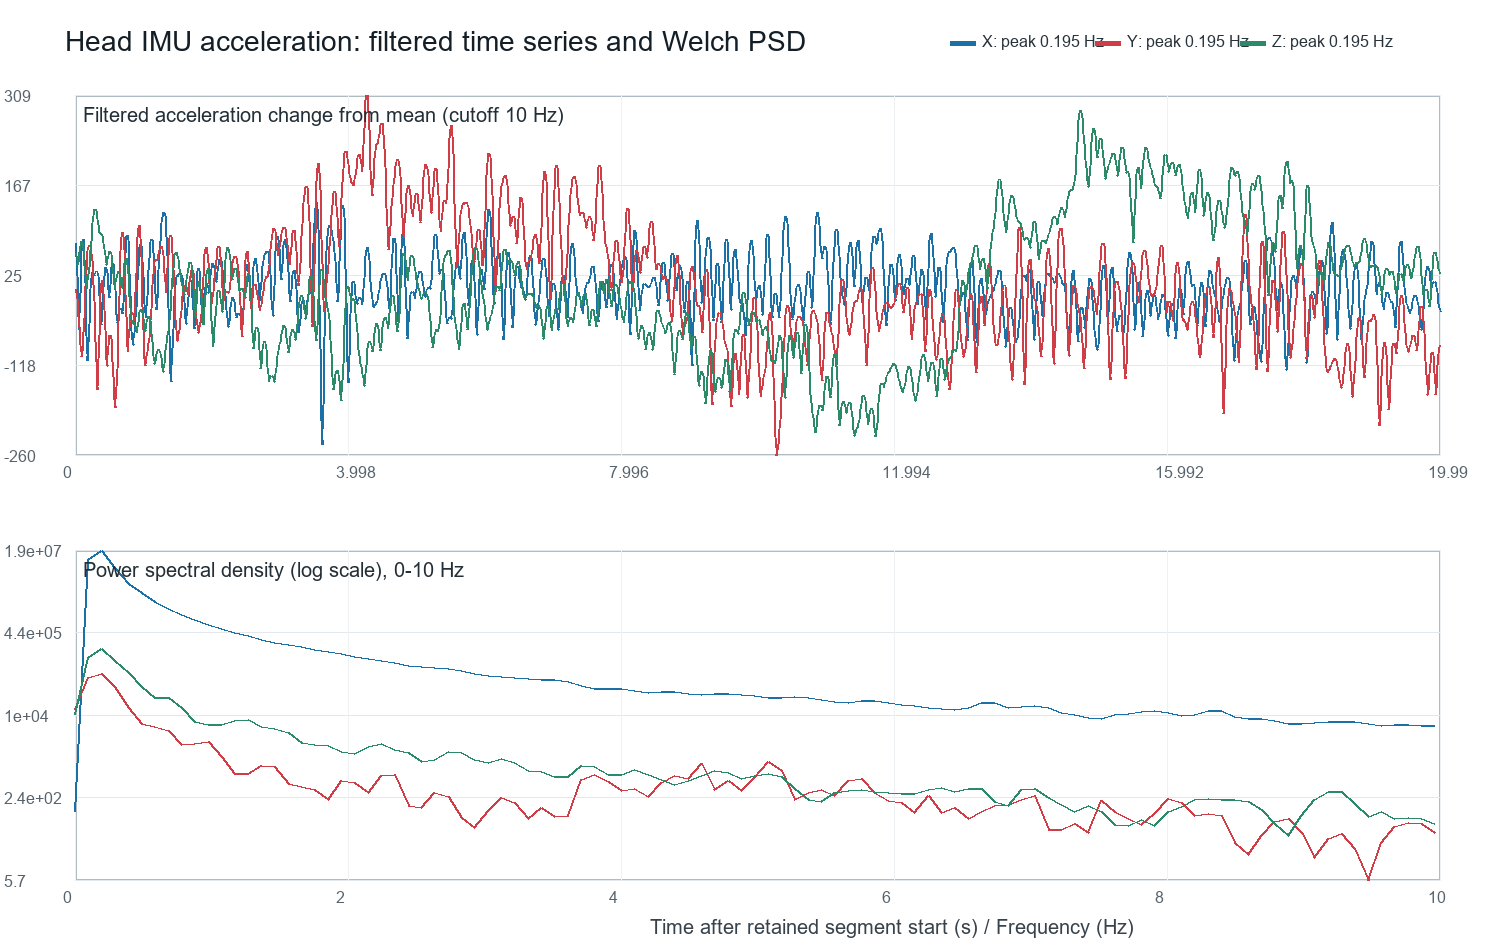 Head IMU acceleration: filtered time series and Welch PSD
X: peak 0.195 Hz
Y: peak 0.195 Hz
Z: peak 0.195 Hz
309
Filtered acceleration change from mean (cutoff 10 Hz)
167
25
-118
-260
0
3.998
7.996
11.994
15.992
19.99
1.9e+07
Power spectral density (log scale), 0-10 Hz
4.4e+05
1e+04
2.4e+02
5.7
0
2
4
6
8
10
Time after retained segment start (s) / Frequency (Hz)